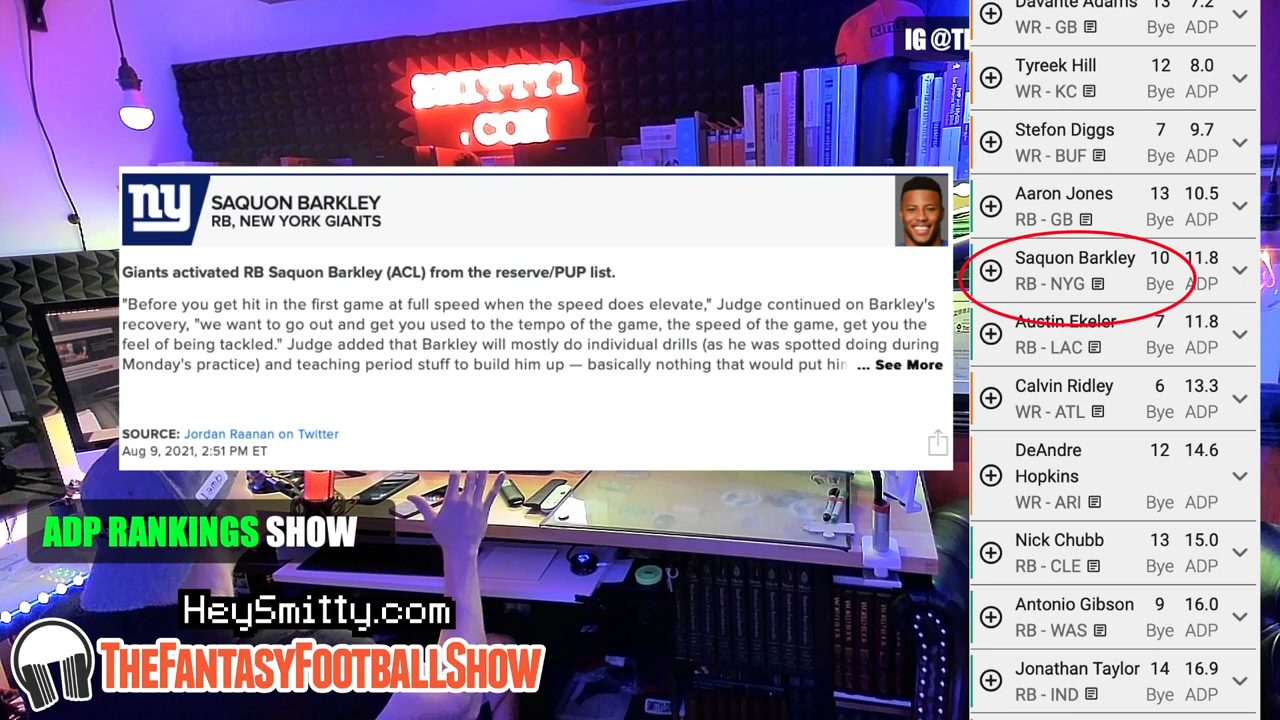 SMITTY1
.COM
IG @T
KITTLE
ny
SAQUON BARKLEY
RB, NEW YORK GIANTS
Giants activated RB Saquon Barkley (ACL) from the reserve/PUP list.
"Before you get hit in the first game at full speed when the speed does elevate," Judge continued on Barkley's
recovery, "we want to go out and get you used to the tempo of the game, the speed of the game, get you the
feel of being tackled." Judge added that Barkley will mostly do individual drills (as he was spotted doing during
Monday's practice) and teaching period stuff to build him up — basically nothing that would put him ... See More
SOURCE: Jordan Raanan on Twitter
Aug 9, 2021, 2:51 PM ET
ADP RANKINGS SHOW
HeySmitty.com
THEFANTASYFOOTBALLSHOW
Davante Adams 13 7.2
WR - GB Bye ADP
Tyreek Hill 12 8.0
WR - KC Bye ADP
Stefon Diggs 7 9.7
WR - BUF Bye ADP
Aaron Jones 13 10.5
RB - GB Bye ADP
Saquon Barkley 10 11.8
RB - NYG Bye ADP
Austin Ekeler 7 11.8
RB - LAC Bye ADP
Calvin Ridley 6 13.3
WR - ATL Bye ADP
DeAndre 12 14.6
Hopkins
WR - ARI Bye ADP
Nick Chubb 13 15.0
RB - CLE Bye ADP
Antonio Gibson 9 16.0
RB - WAS Bye ADP
Jonathan Taylor 14 16.9
RB - IND Bye ADP